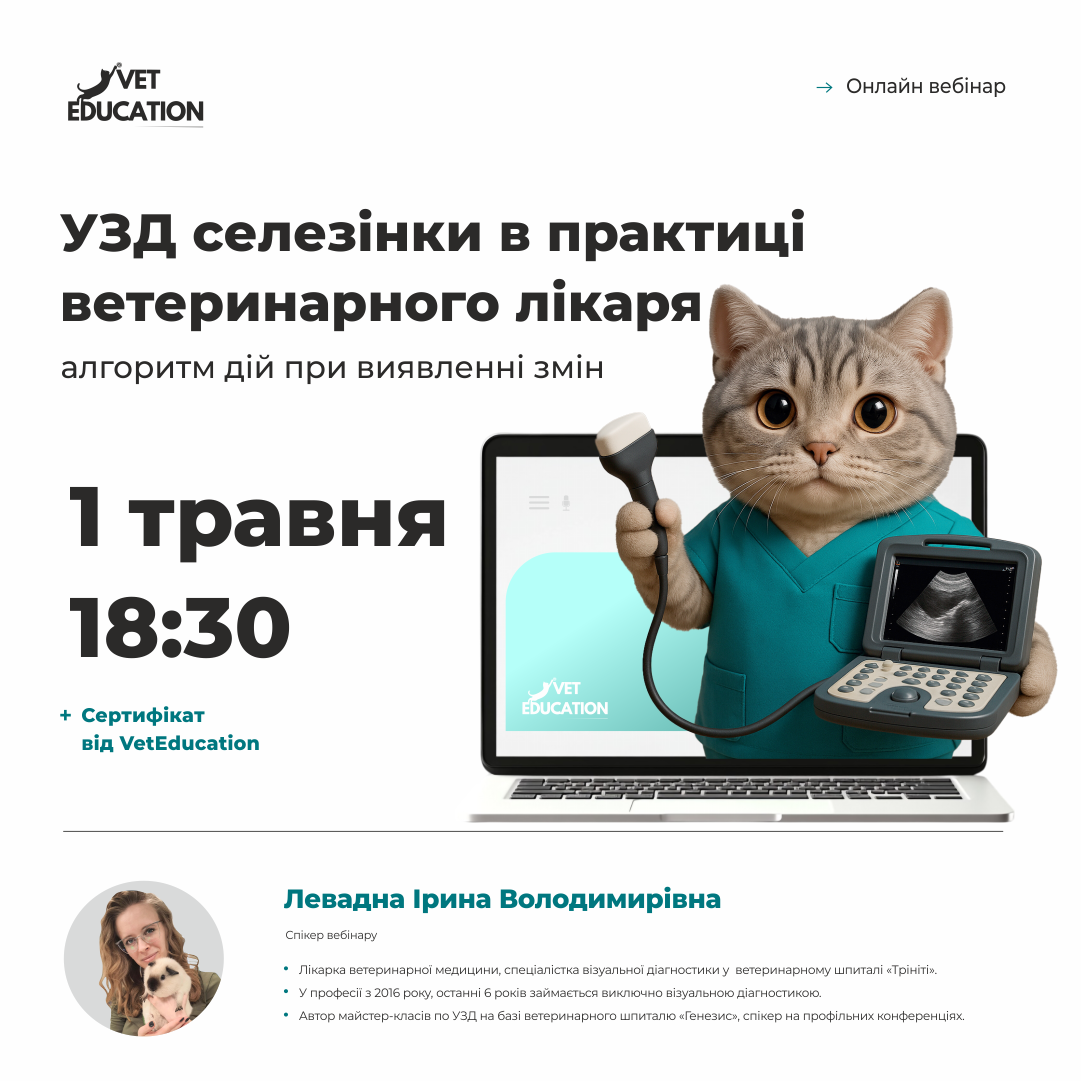 VET
EDUCATION
→ Онлайн вебінар
УЗД селезінки в практиці
ветеринарного лікаря
алгоритм дій при виявленні змін
1 травня
18:30
+ Сертифікат
від VetEducation
VET
EDUCATION
Левадна Ірина Володимирівна
Спікер вебінару
• Лікарка ветеринарної медицини, спеціалістка візуальної діагностики у ветеринарному шпиталі «Трініті».
• У професії з 2016 року, останні 6 років займається виключно візуальною діагностикою.
• Автор майстер-класів по УЗД на базі ветеринарного шпиталю «Генезис», спікер на профільних конференціях.